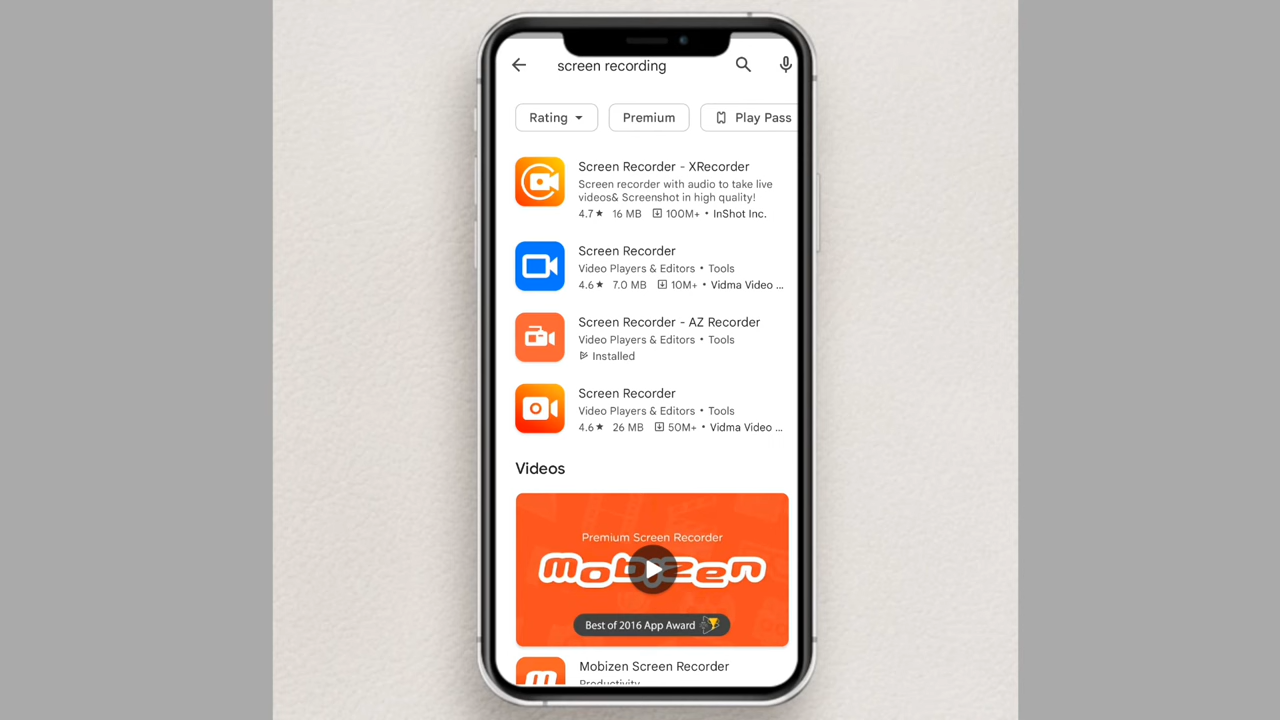 screen recording
Rating
Premium
Play Pass
Screen Recorder - XRecorder
Screen recorder with audio to take live
videos& Screenshot in high quality!
4.7★ 16 MB 100M+ • InShot Inc.
Screen Recorder
Video Players & Editors • Tools
4.6★ 7.0 MB 10M+ • Vidma Video ...
Screen Recorder - AZ Recorder
Video Players & Editors • Tools
Installed
Screen Recorder
Video Players & Editors • Tools
4.6★ 26 MB 50M+ • Vidma Video ...
Videos
Premium Screen Recorder
mobizen
Best of 2016 App Award
m
Mobizen Screen Recorder
Productivity